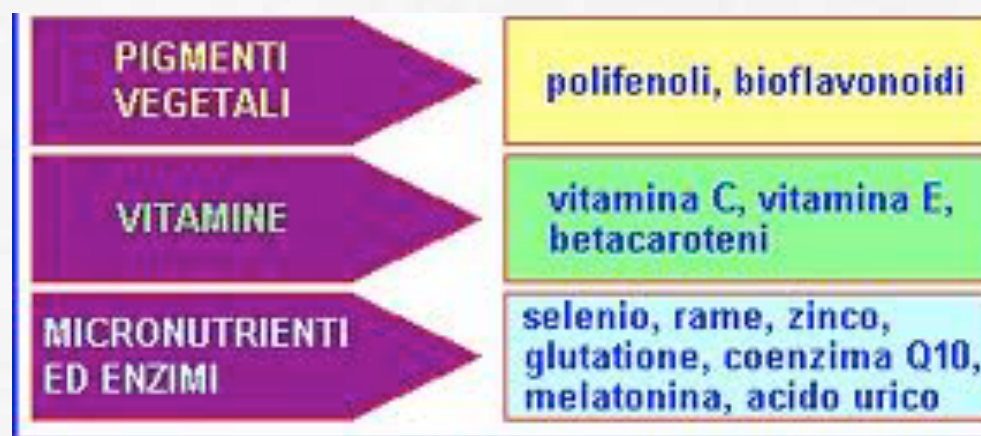 PIGMENTI
VEGETALI
polifenoli, bioflavonoidi
VITAMINE
vitamina C, vitamina E,
betacaroteni
MICRONUTRIENTI
ED ENZIMI
selenio, rame, zinco,
glutatione, coenzima Q10,
melatonina, acido urico